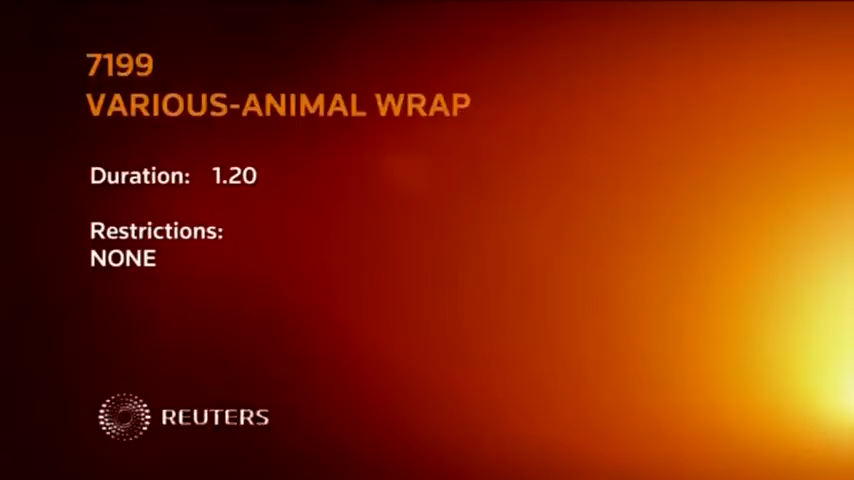 7199
VARIOUS-ANIMAL WRAP
Duration: 1.20
Restrictions:
NONE
REUTERS